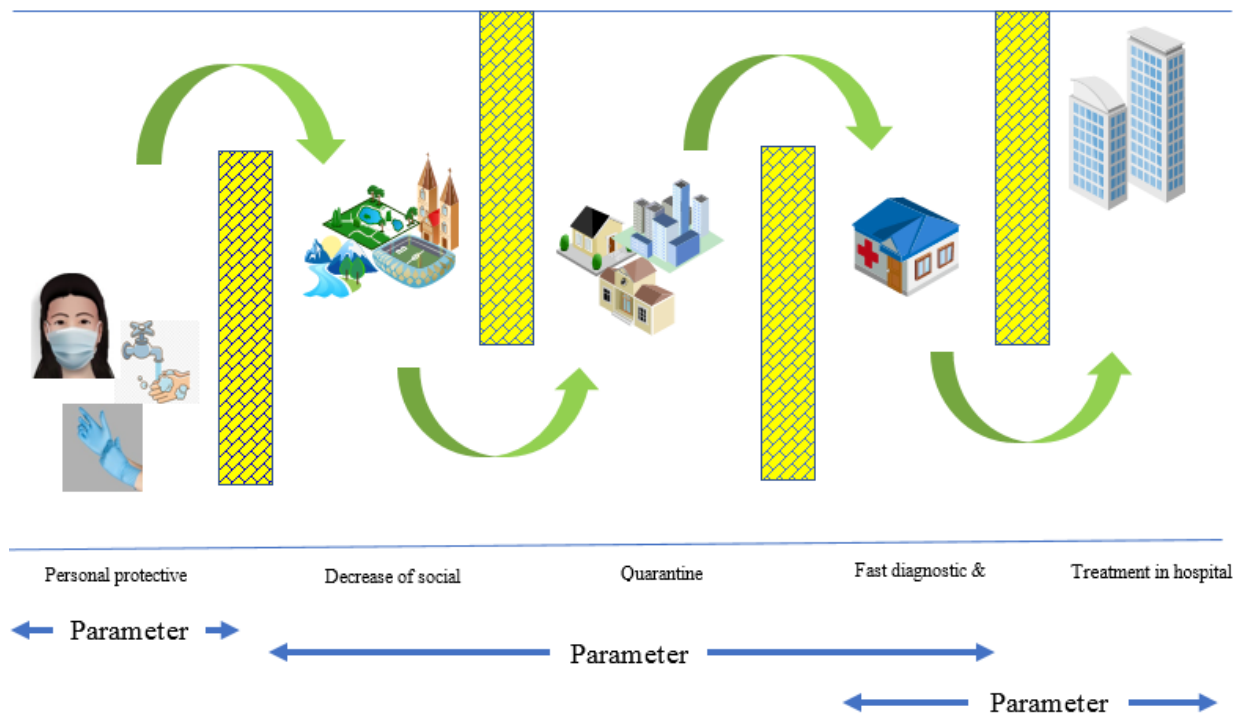 Personal protective
Decrease of social
Quarantine
Fast diagnostic &
Treatment in hospital
Parameter
Parameter
Parameter